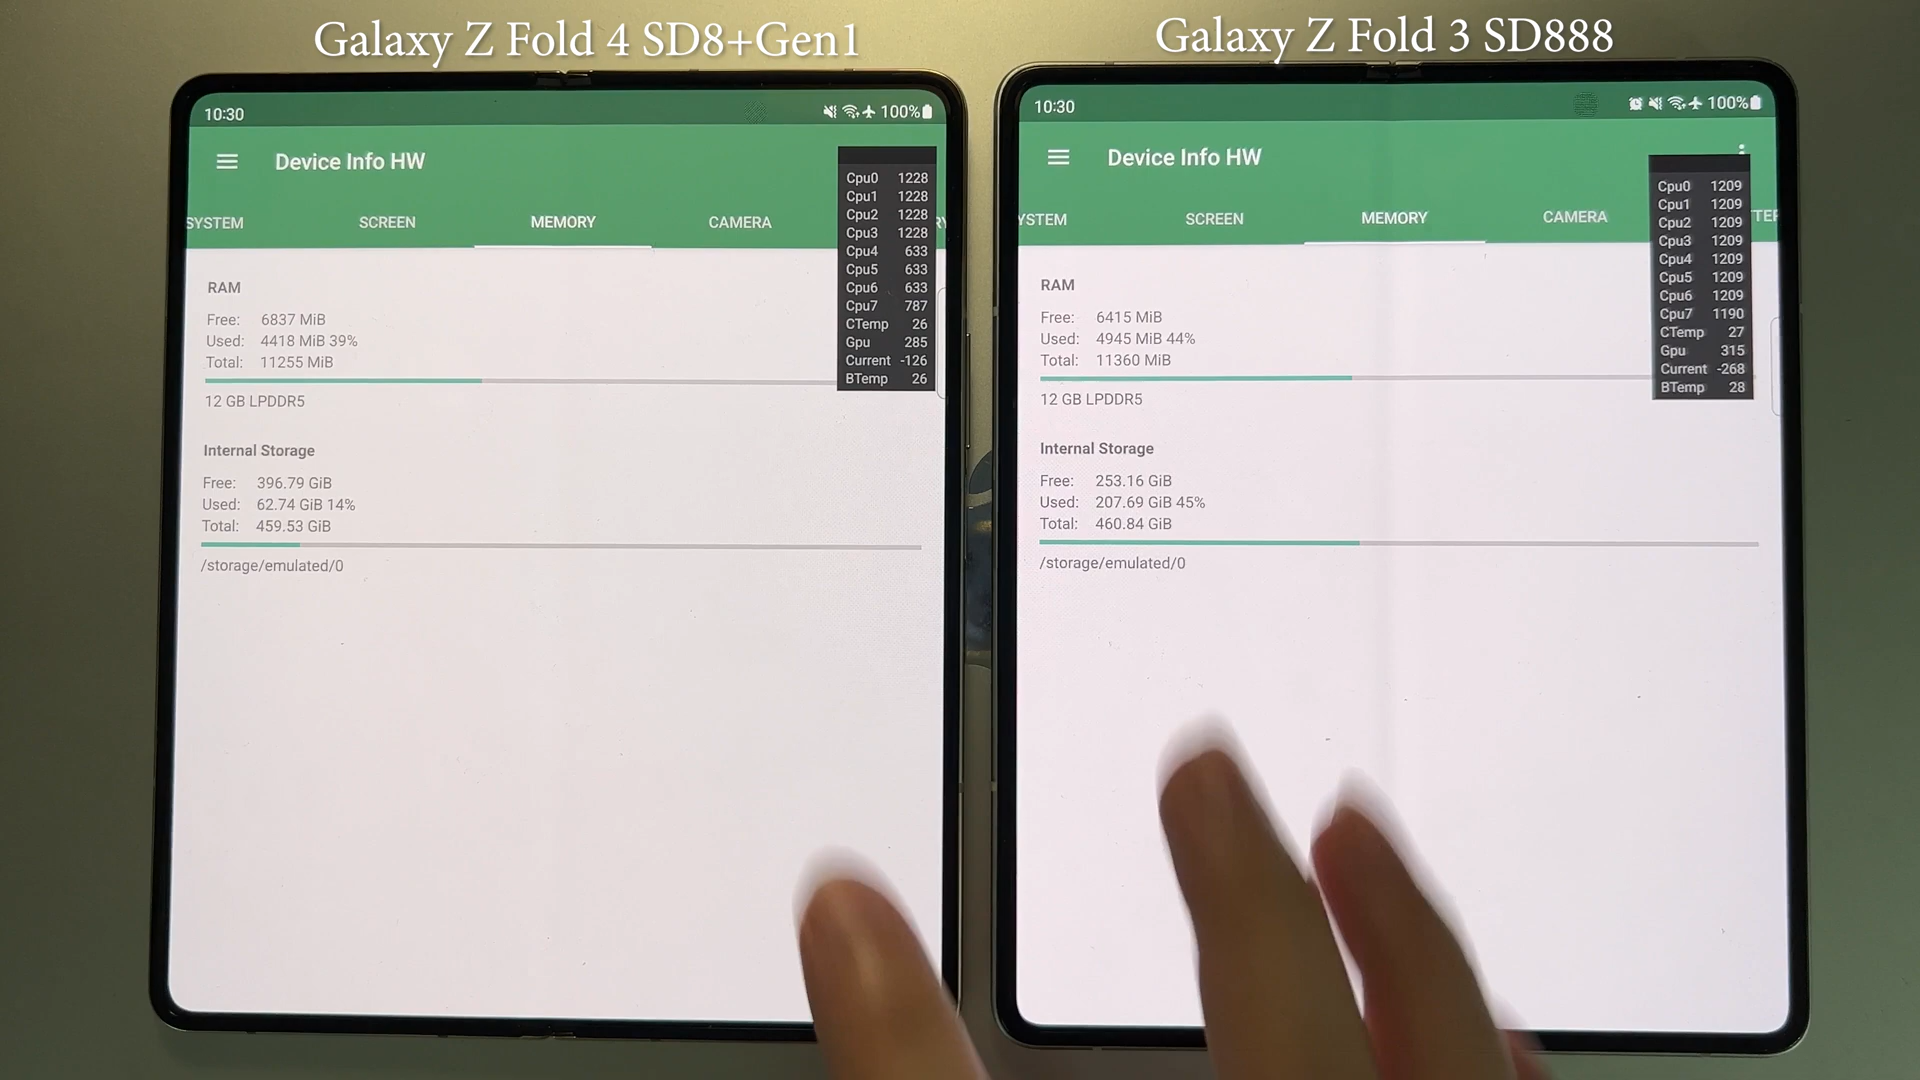 Galaxy Z Fold 4 SD8+Gen1
10:30
100%
Device Info HW
SYSTEM SCREEN MEMORY CAMERA
Cpu0 1228
Cpu1 1228
Cpu2 1228
Cpu3 1228
Cpu4 633
Cpu5 633
Cpu6 633
Cpu7 787
CTemp 26
Gpu 285
Current -126
BTemp 26
RAM
Free: 6837 MiB
Used: 4418 MiB 39%
Total: 11255 MiB
12 GB LPDDR5
Internal Storage
Free: 396.79 GiB
Used: 62.74 GiB 14%
Total: 459.53 GiB
/storage/emulated/0
Galaxy Z Fold 3 SD888
10:30
100%
Device Info HW
YSTEM SCREEN MEMORY CAMERA TER
Cpu0 1209
Cpu1 1209
Cpu2 1209
Cpu3 1209
Cpu4 1209
Cpu5 1209
Cpu6 1209
Cpu7 1190
CTemp 27
Gpu 315
Current -268
BTemp 28
RAM
Free: 6415 MiB
Used: 4945 MiB 44%
Total: 11360 MiB
12 GB LPDDR5
Internal Storage
Free: 253.16 GiB
Used: 207.69 GiB 45%
Total: 460.84 GiB
/storage/emulated/0